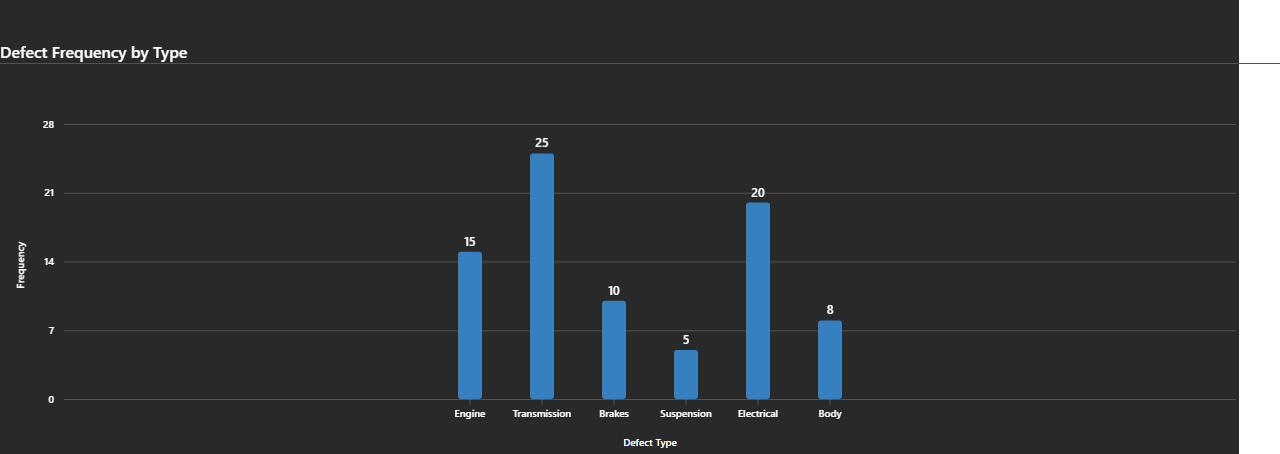 Defect Frequency by Type
28
25
21
20
15
14
10
8
7
5
0
Frequency
Engine Transmission Brakes Suspension Electrical Body
Defect Type